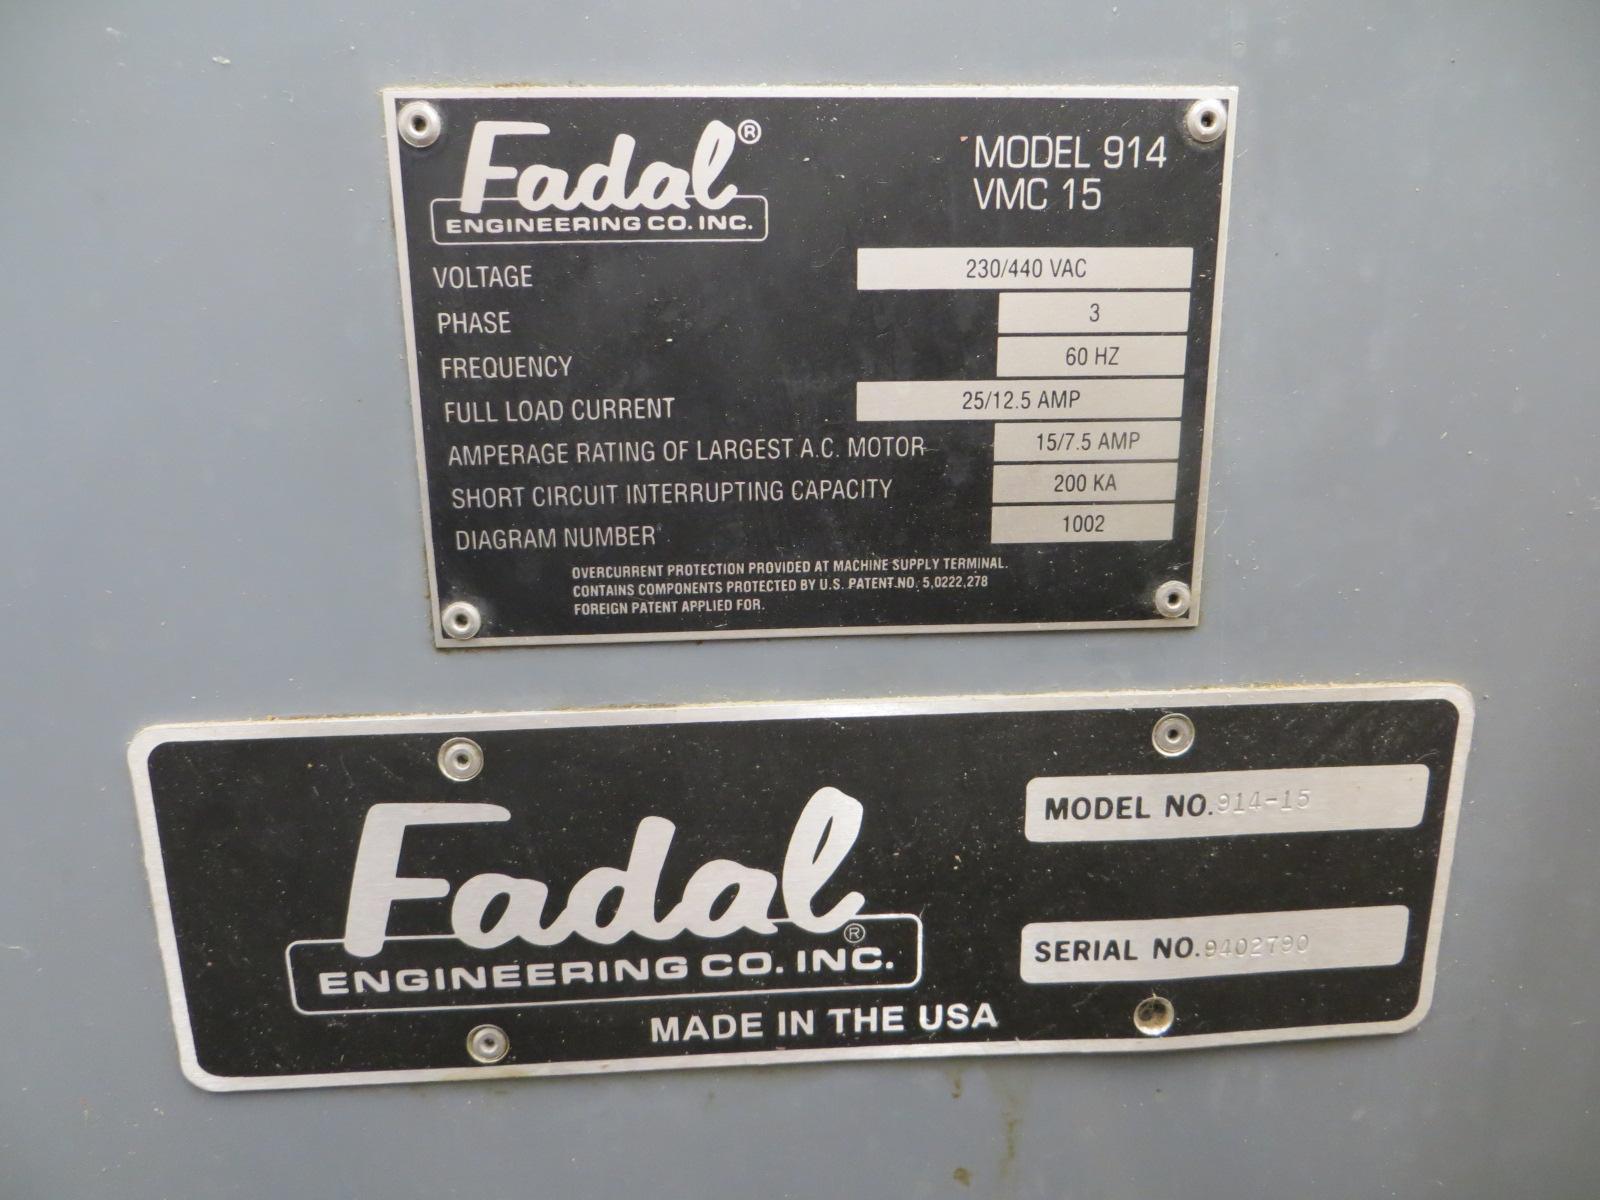 Fadal®
ENGINEERING CO. INC.
MODEL 914
VMC 15
VOLTAGE 230/440 VAC
PHASE 3
FREQUENCY 60 HZ
FULL LOAD CURRENT 25/12.5 AMP
AMPERAGE RATING OF LARGEST A.C. MOTOR 15/7.5 AMP
SHORT CIRCUIT INTERRUPTING CAPACITY 200 KA
DIAGRAM NUMBER 1002
OVERCURRENT PROTECTION PROVIDED AT MACHINE SUPPLY TERMINAL.
CONTAINS COMPONENTS PROTECTED BY U.S. PATENT NO. 5,0222,278
FOREIGN PATENT APPLIED FOR.
Fadal®
ENGINEERING CO. INC.
MADE IN THE USA
MODEL NO. 914-15
SERIAL NO. 9402790